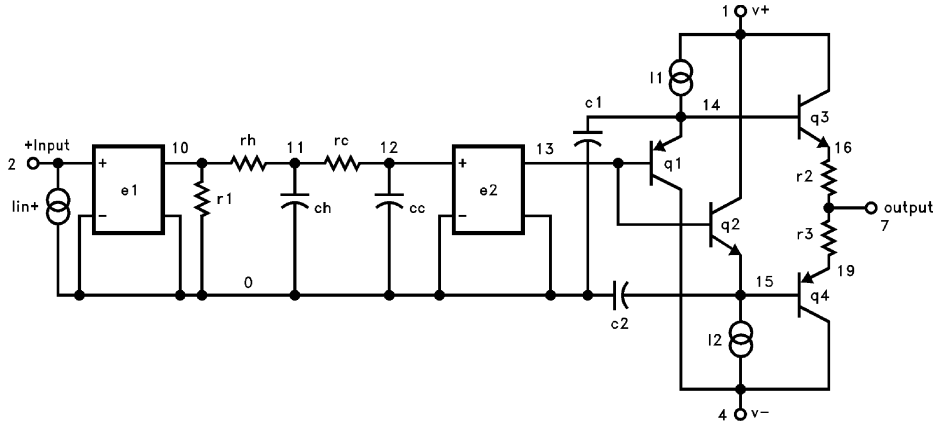 1 v+
I1
c1
14
q3
+Input
10
rh
11
rc
12
13
16
2
+
+
q1
r2
e1
r1
e2
Iin+
ch
cc
q2
output
−
−
7
r3
0
15
19
q4
c2
I2
4 v−